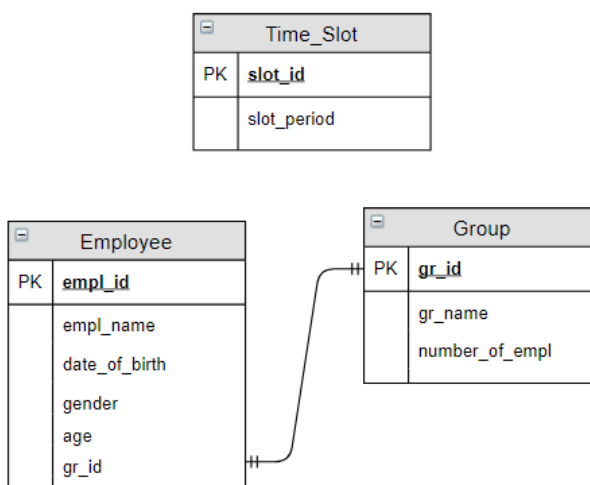 Time_Slot
PK slot_id
slot_period
Employee
PK empl_id
empl_name
date_of_birth
gender
age
gr_id
Group
PK gr_id
gr_name
number_of_empl